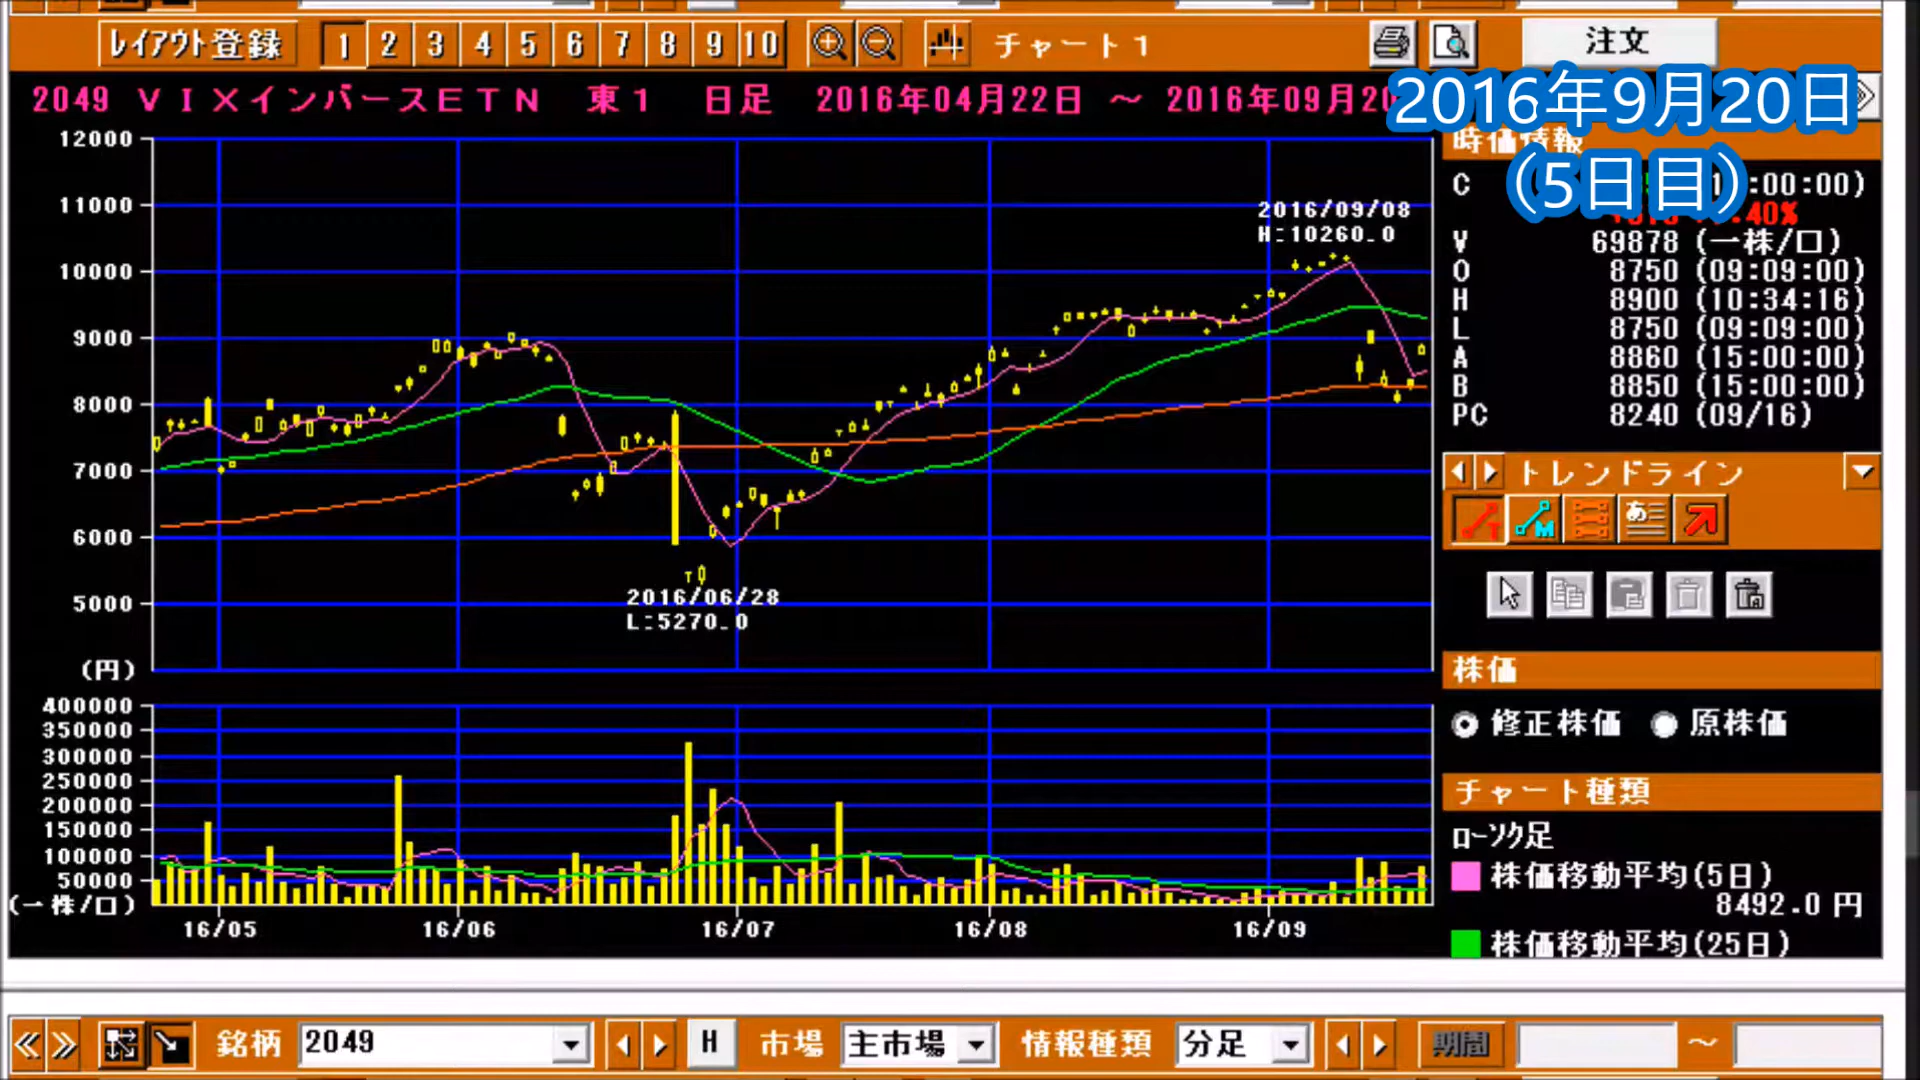 レイアウト登録 1 2 3 4 5 6 7 8 9 10 チャート1 注文
2049 VIXインバースETN 東1 日足 2016年04月22日 ～ 2016年09月20
2016年9月20日
(5日目)
時価情報
C :00:00)
.40%
V 69878 (一株/口)
O 8750 (09:09:00)
H 8900 (10:34:16)
L 8750 (09:09:00)
A 8860 (15:00:00)
B 8850 (15:00:00)
PC 8240 (09/16)
12000
11000
10000
9000
8000
7000
6000
5000
(円)
2016/09/08
H:10260.0
2016/06/28
L:5270.0
400000
350000
300000
250000
200000
150000
100000
50000
(一株/口)
16/05 16/06 16/07 16/08 16/09
トレンドライン
T M あ
株価
修正株価 原株価
チャート種類
ローソク足
株価移動平均(5日)
8492.0 円
株価移動平均(25日)
銘柄 2049 H 市場 主市場 情報種類 分足 期間 ～